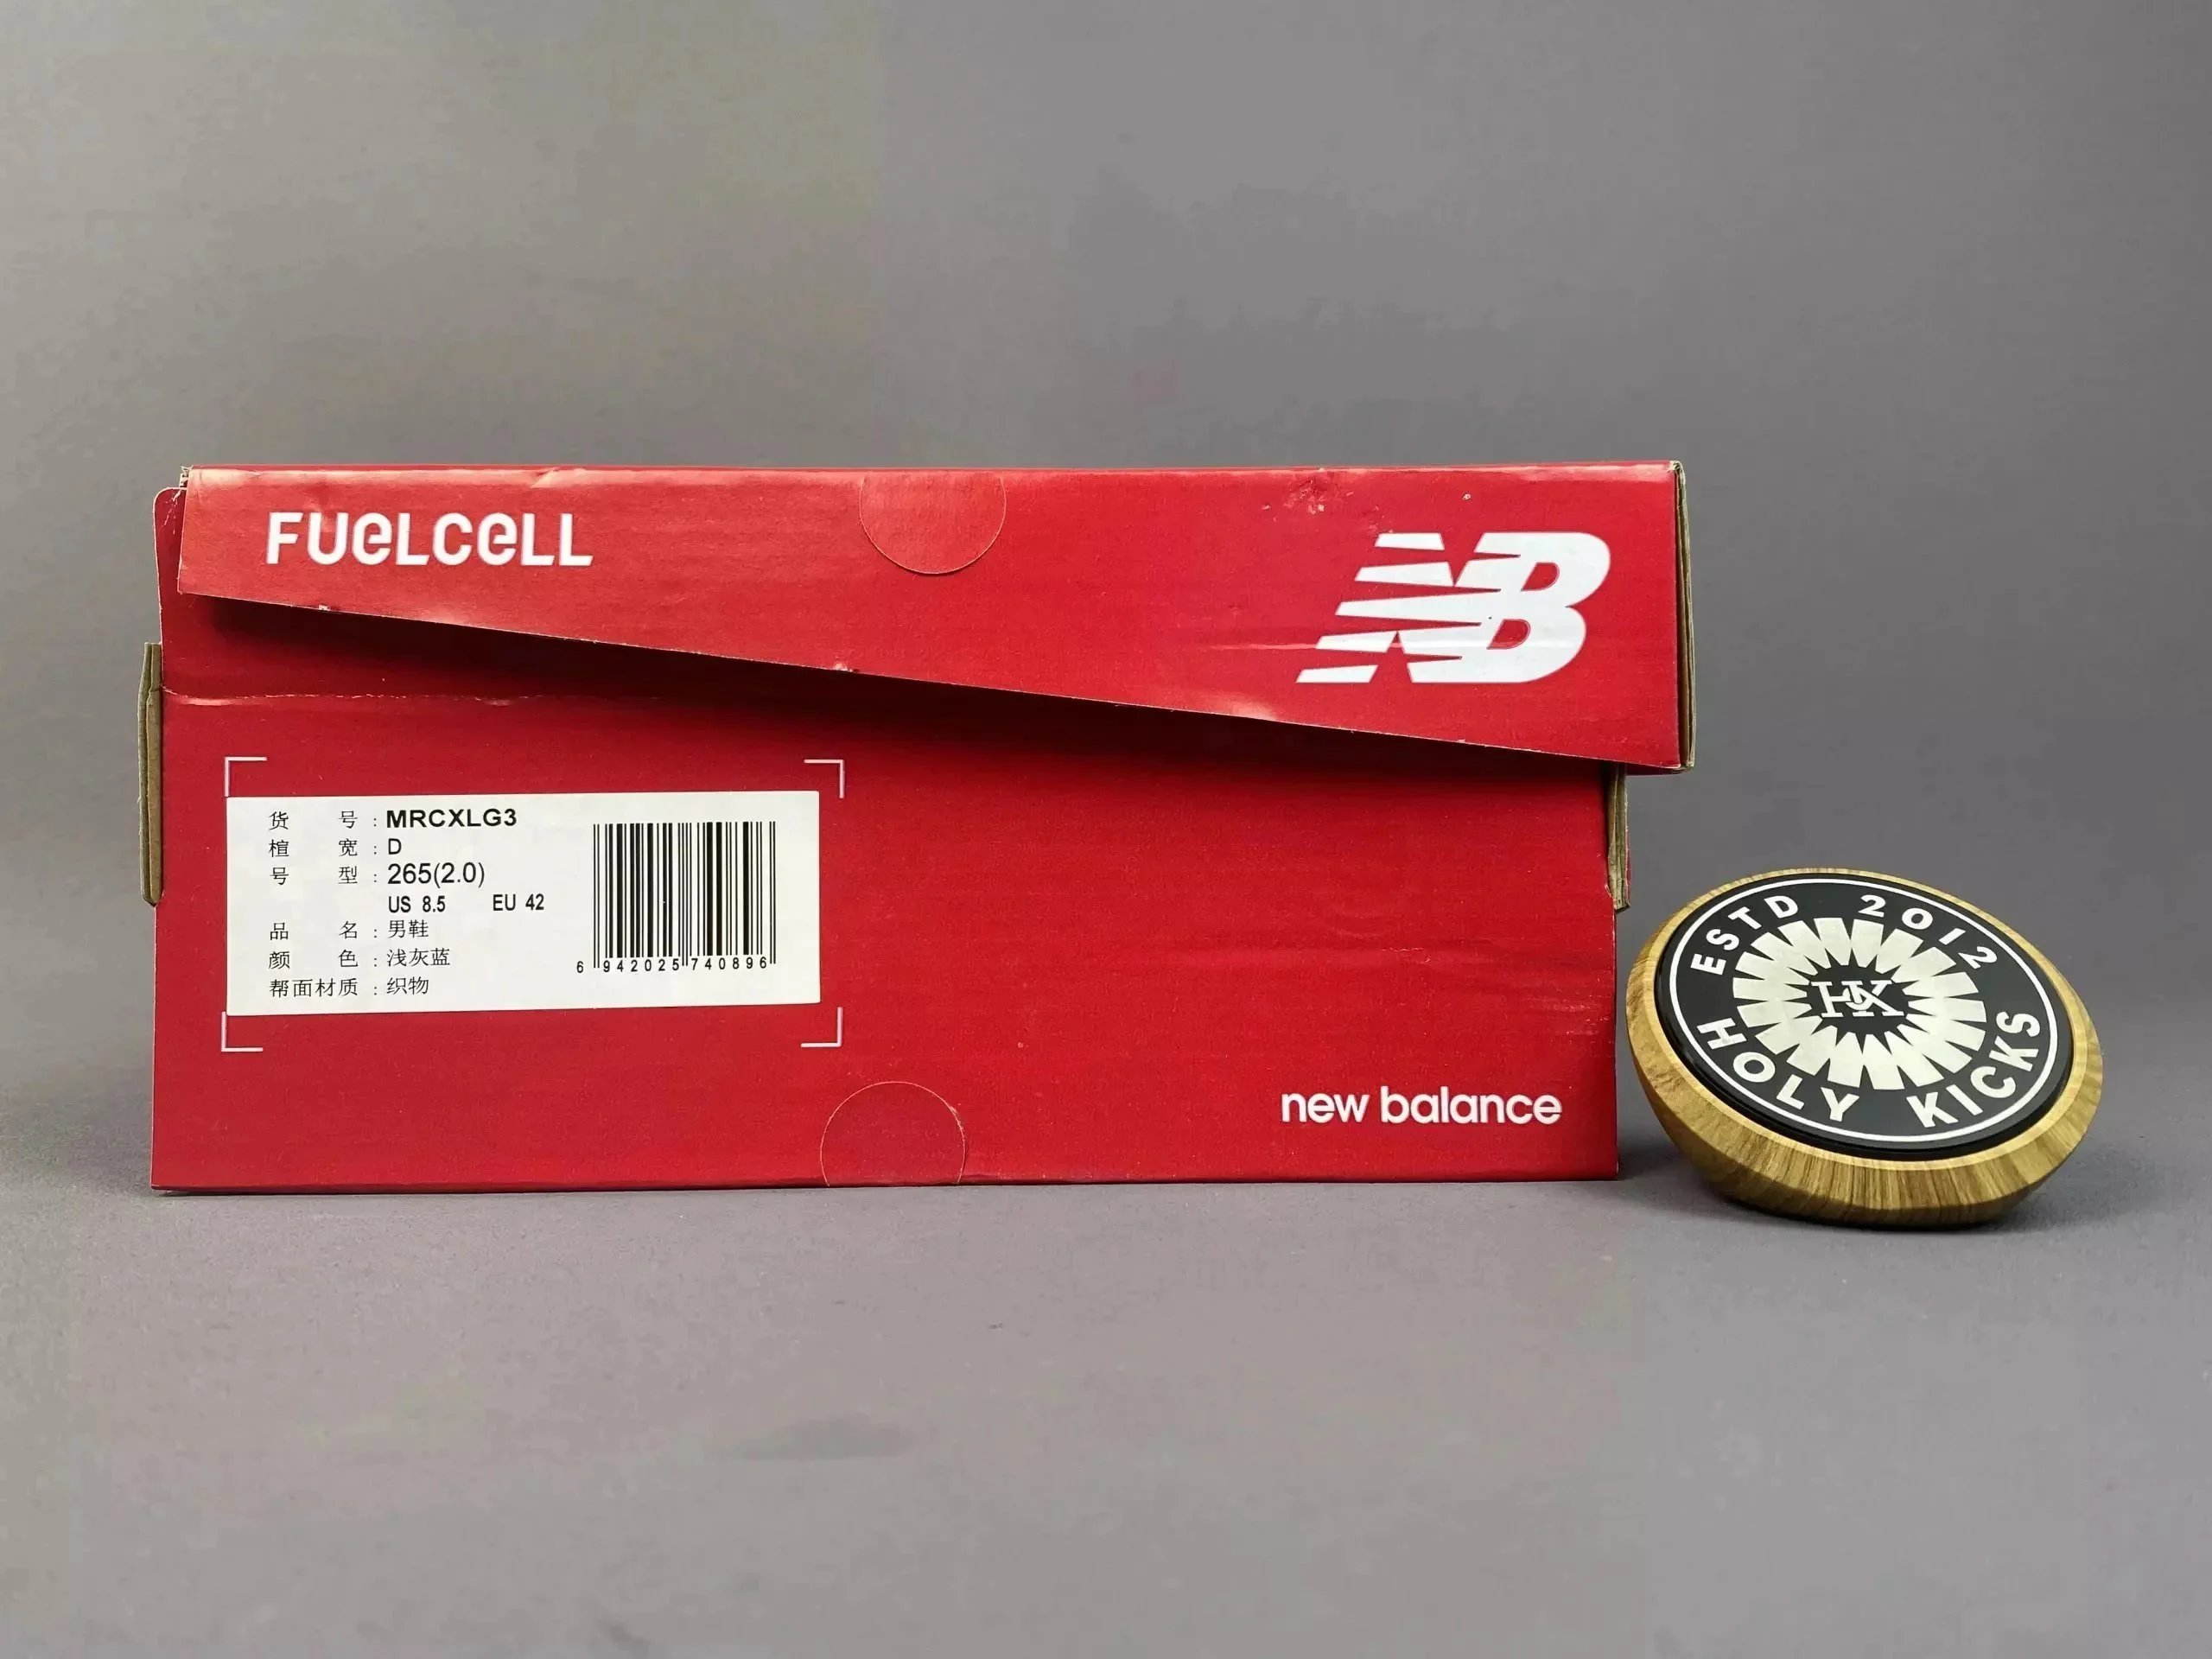 FUELCELL
NB
货 号 : MRCXLG3
楦 宽 : D
号 型 : 265(2.0)
US 8.5 EU 42
品 名 : 男鞋
颜 色 : 浅灰蓝
帮面材质 : 织物
6 942025 740896
new balance
ESTD 2012
HK
HOLY KICKS